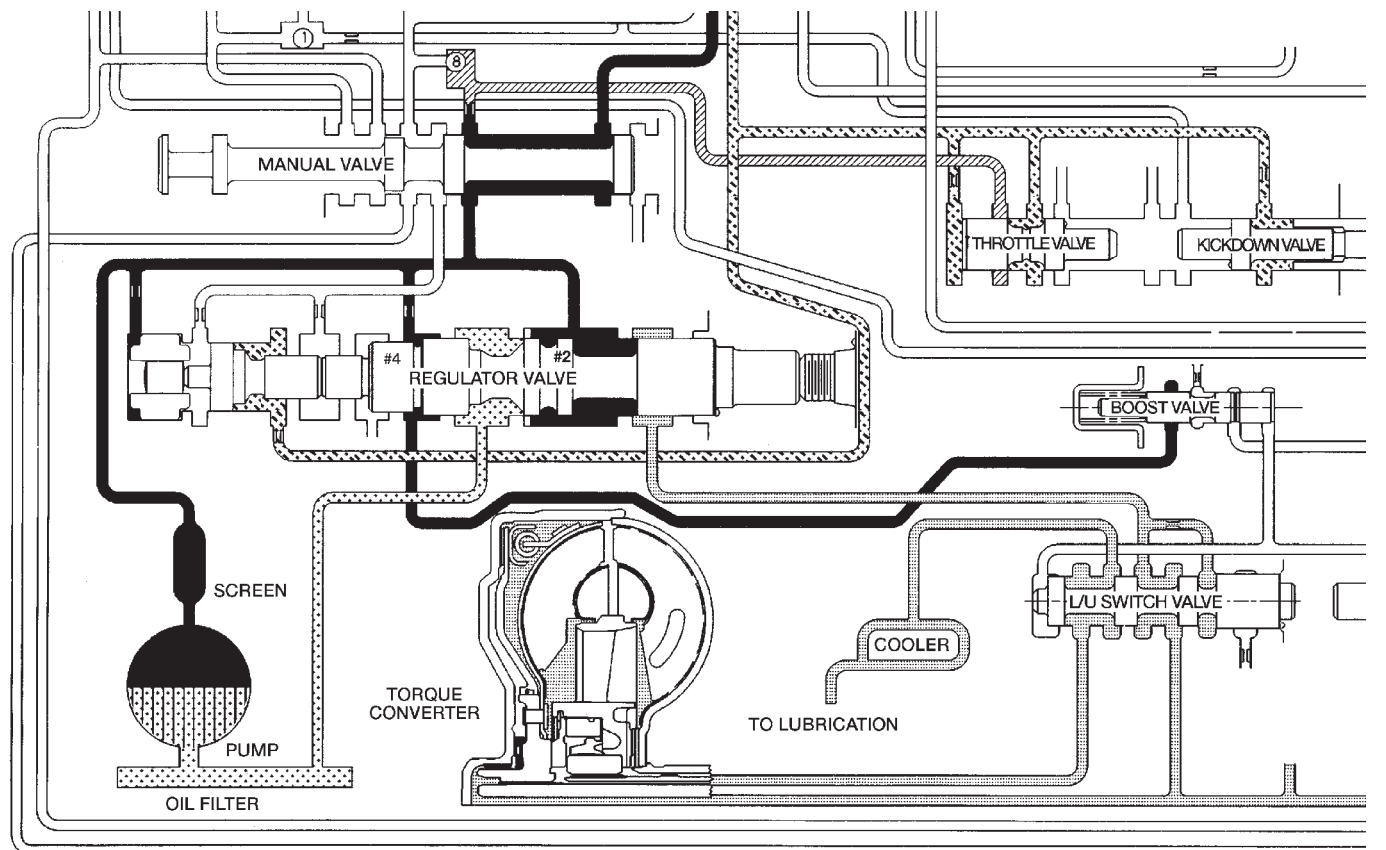 1
8
MANUAL VALVE
THROTTLE VALVE
KICKDOWN VALVE
#4
#2
REGULATOR VALVE
BOOST VALVE
SCREEN
L/U SWITCH VALVE
COOLER
TORQUE
CONVERTER
TO LUBRICATION
PUMP
OIL FILTER